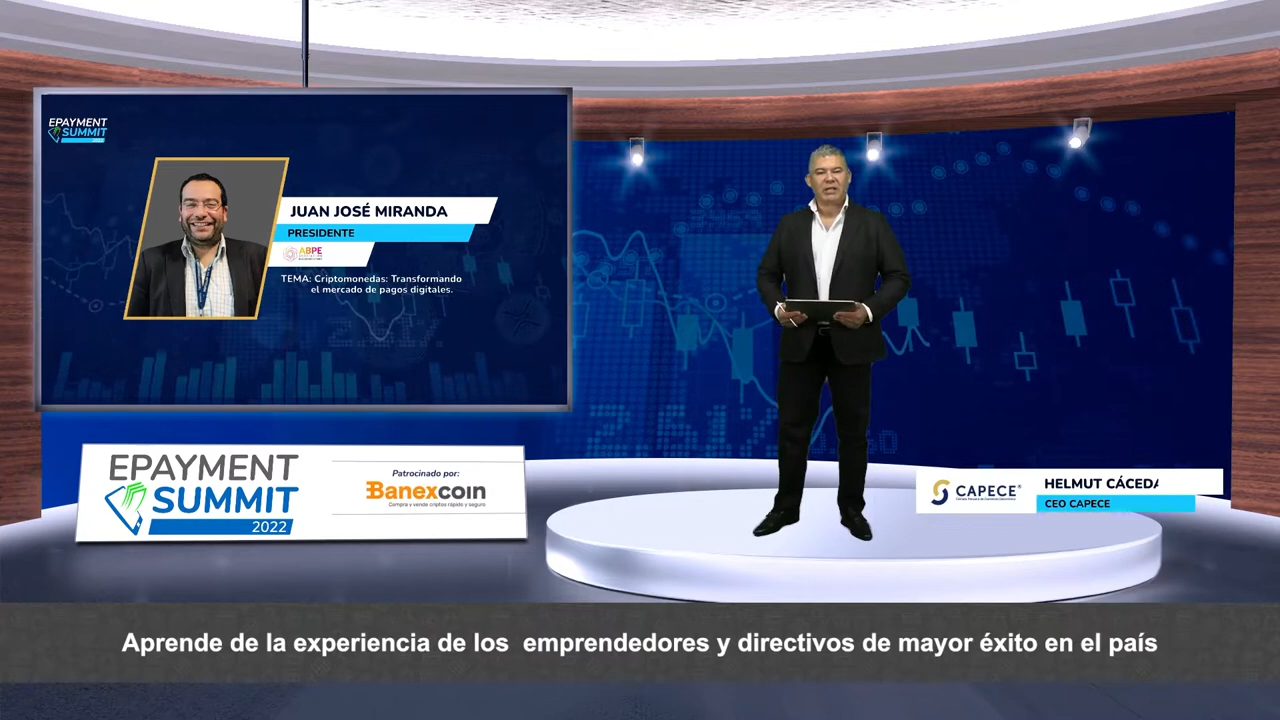 EPAYMENT
SUMMIT
2022
JUAN JOSÉ MIRANDA
PRESIDENTE
ABPE
TEMA: Criptomonedas: Transformando
el mercado de pagos digitales.
EPAYMENT
SUMMIT
2022
Patrocinado por:
Banexcoin
Compra y vende criptos rápido y seguro
CAPECE
HELMUT CÁCEDA
CEO CAPECE
Aprende de la experiencia de los emprendedores y directivos de mayor éxito en el país